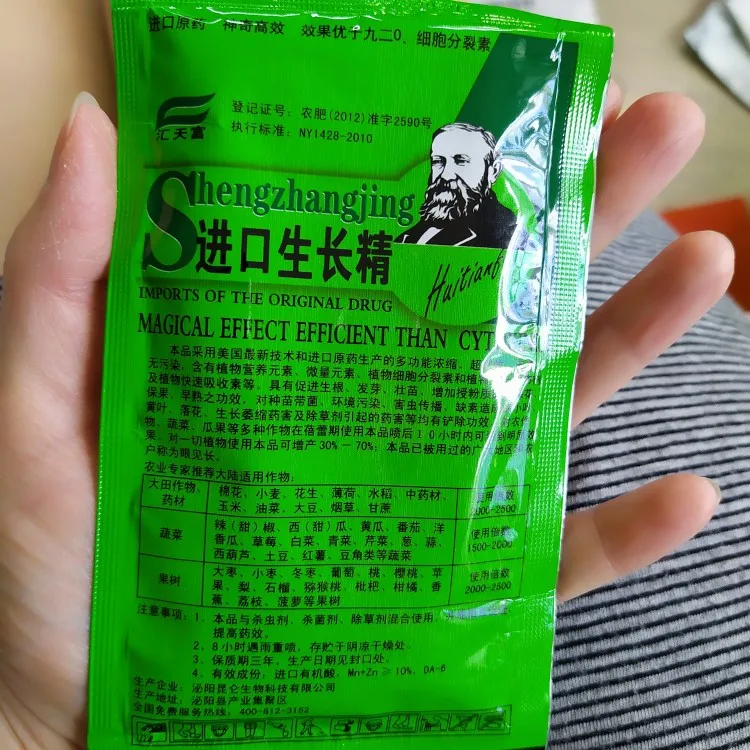 进口原药 神奇高效 效果优于九二0、细胞分裂素
汇天富
登记证号：农肥(2012)准字2590号
执行标准：NY1428-2010
Shengzhangjing
进口生长精
Huitianf
IMPORTS OF THE ORIGINAL DRUG
MAGICAL EFFECT EFFICIENT THAN CYT
本品采用美国最新技术和进口原药生产的多功能浓缩、超
无污染，含有植物营养元素、微量元素、植物细胞分裂素和植
及植物快速吸收素等。具有促进生根、发芽、壮苗、增加授粉质
保果、早熟之功效，对种苗带菌、环境污染、害虫传播、缺素造成
黄叶、落花、生长萎缩药害及除草剂引起的药害等均有铲除功效
物、蔬菜、瓜果等多种作物在蓓蕾期使用本品喷后10小时内可
果。对一切植物使用本品可增产30%－70%；本品已被用过的广 地区
户称为眼见长。
农业专家推荐大陆适用作物：
大田作物、药材 棉花、小麦、花生、薄荷、水稻、中药材、玉米、油菜、大豆、烟草、甘蔗 使用倍数 2000-2500
蔬菜 辣（甜）椒、西（甜）瓜、黄瓜、番茄、洋香瓜、草莓、白菜、青菜、芹菜、葱、蒜、西葫芦、土豆、红薯、豆角类等蔬菜 使用倍数 1500-2000
果树 大枣、小枣、冬枣、葡萄、桃、樱桃、苹果、梨、石榴、猕猴桃、枇杷、柑橘、香蕉、荔枝、菠萝等果树 使用倍数 2000-2500
注意事项：1、本品与杀虫剂、杀菌剂、除草剂混合使用，
提高药效。
2、8小时遇雨重喷，存贮于阴凉干燥处。
3、保质期三年，生产日期见封口处。
4、有效成份：进口有机酸，Mn+Zn≥10%，DA-6
生产企业：泌阳昆仑生物科技有限公司
生产地址：泌阳县产业集聚区
全国免费服务热线：400-612-3162